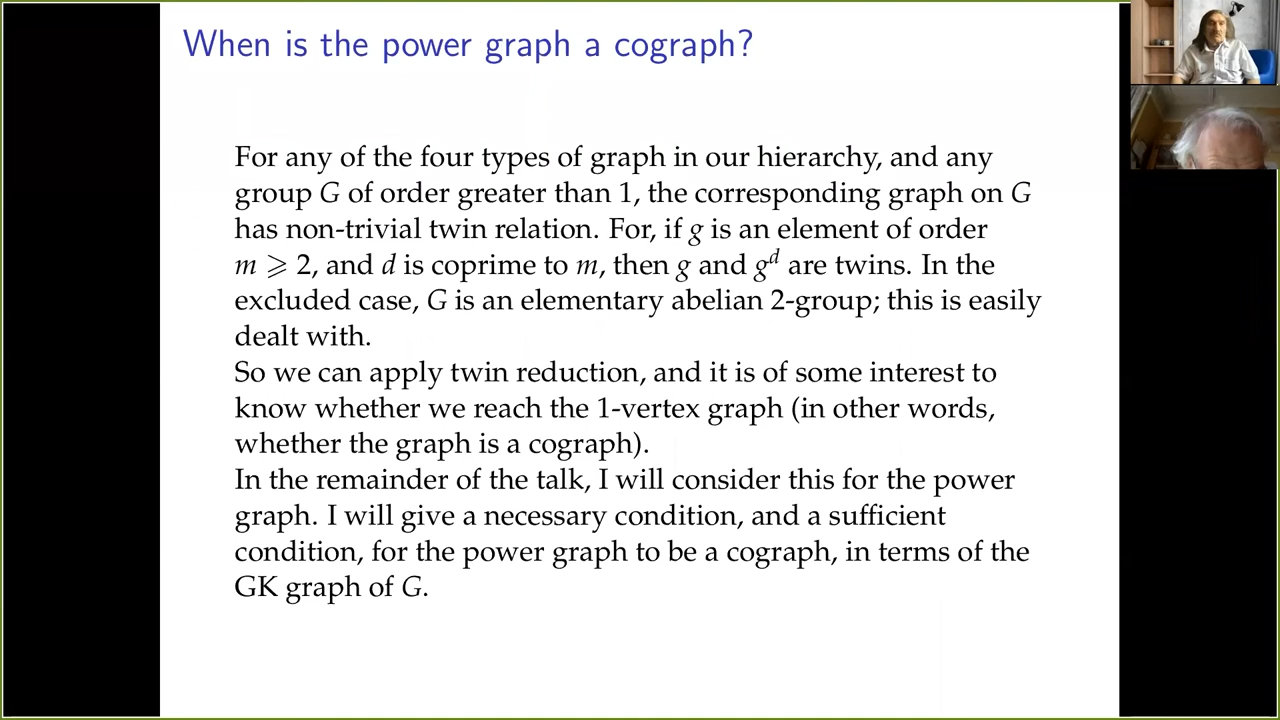 When is the power graph a cograph?
For any of the four types of graph in our hierarchy, and any
group G of order greater than 1, the corresponding graph on G
has non-trivial twin relation. For, if g is an element of order
m ⩾ 2, and d is coprime to m, then g and g^d are twins. In the
excluded case, G is an elementary abelian 2-group; this is easily
dealt with.
So we can apply twin reduction, and it is of some interest to
know whether we reach the 1-vertex graph (in other words,
whether the graph is a cograph).
In the remainder of the talk, I will consider this for the power
graph. I will give a necessary condition, and a sufficient
condition, for the power graph to be a cograph, in terms of the
GK graph of G.